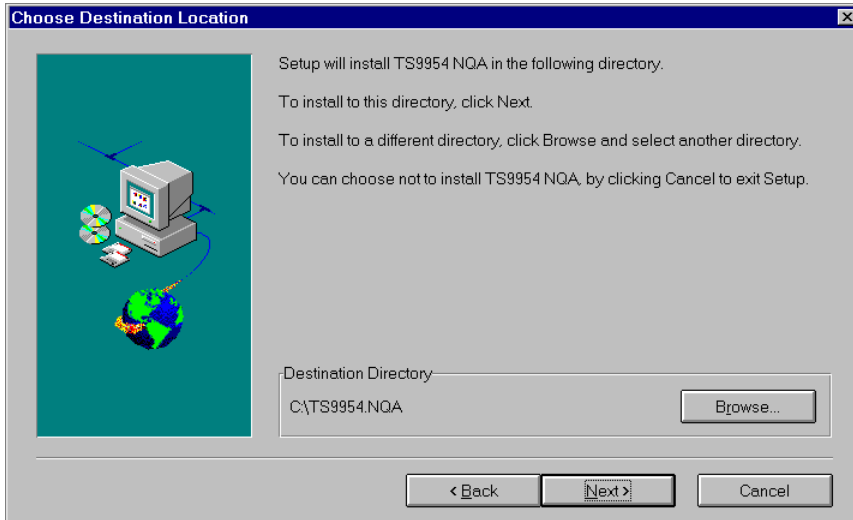 Choose Destination Location
Setup will install TS9954 NQA in the following directory.
To install to this directory, click Next.
To install to a different directory, click Browse and select another directory.
You can choose not to install TS9954 NQA, by clicking Cancel to exit Setup.
Destination Directory
C:\TS9954.NQA
Browse...
< Back
Next >
Cancel